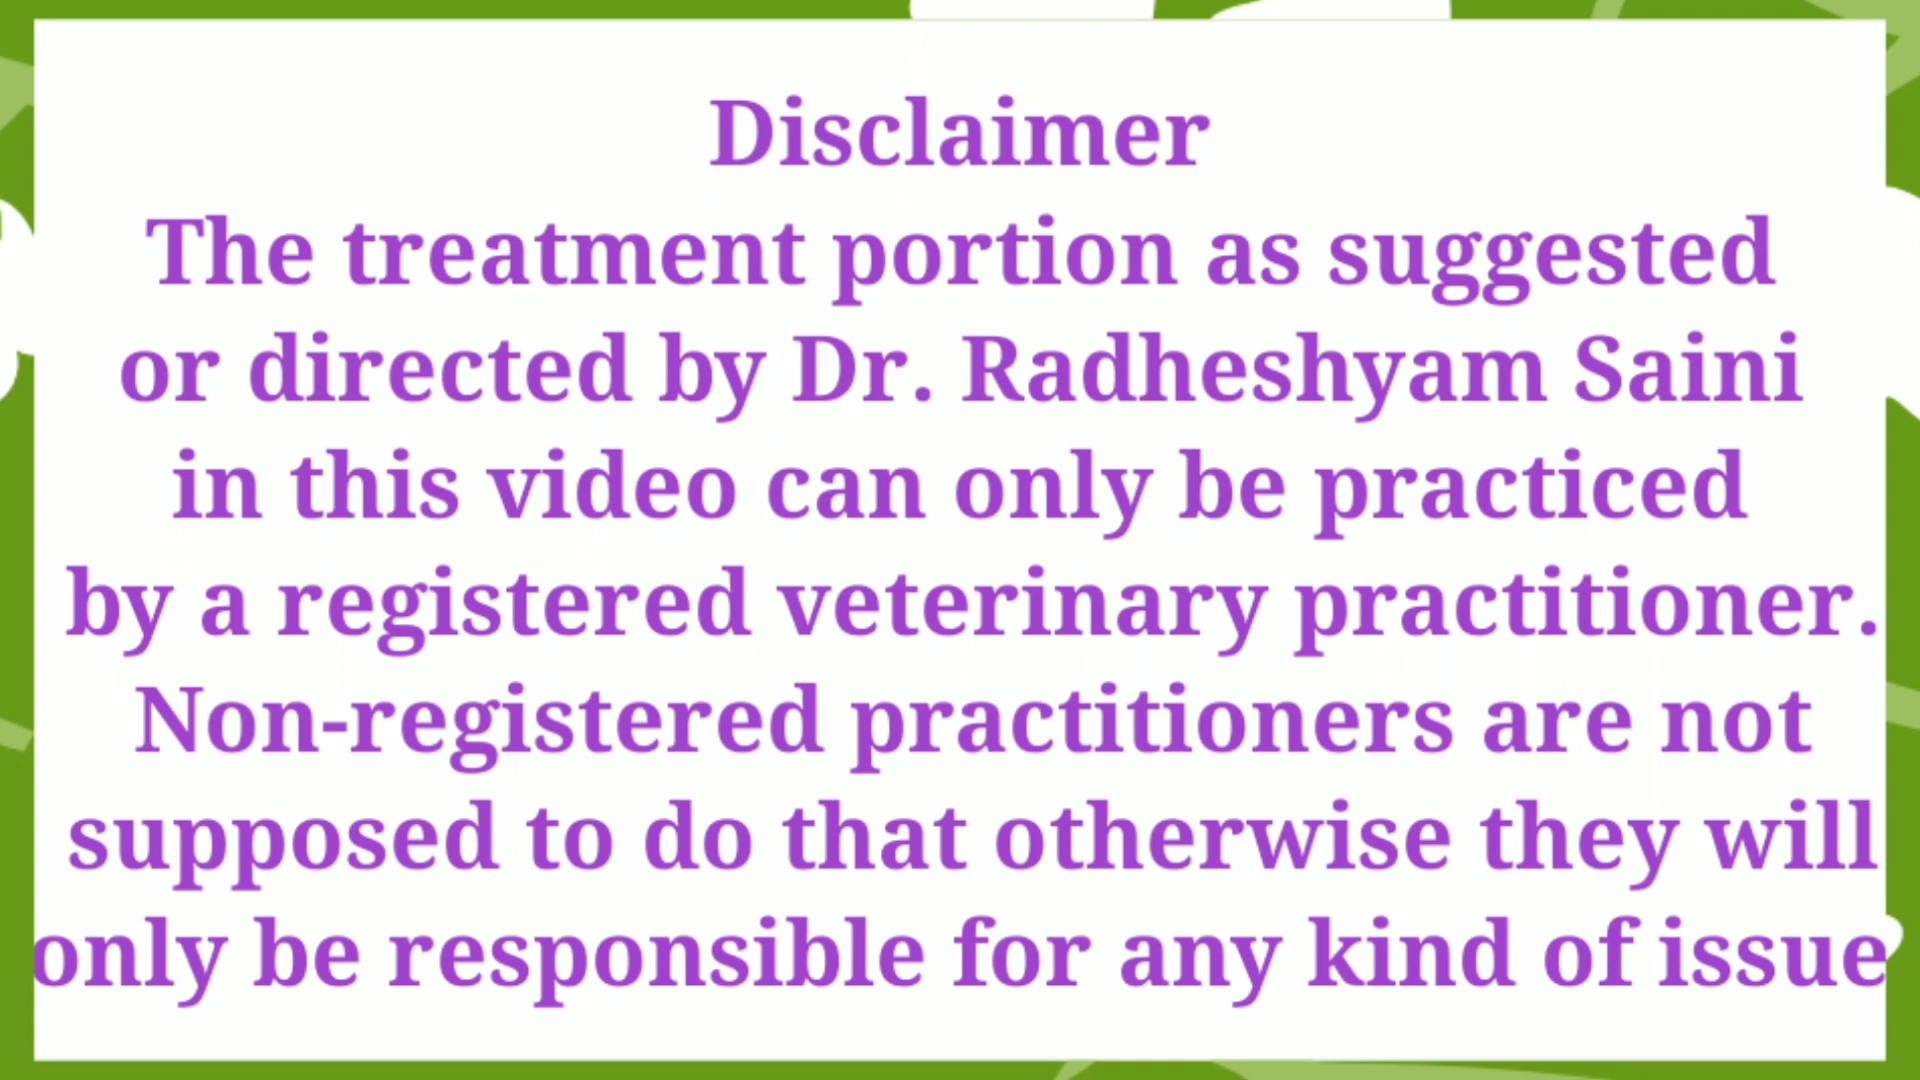 Disclaimer
The treatment portion as suggested
or directed by Dr. Radheshyam Saini
in this video can only be practiced
by a registered veterinary practitioner.
Non-registered practitioners are not
supposed to do that otherwise they will
only be responsible for any kind of issue